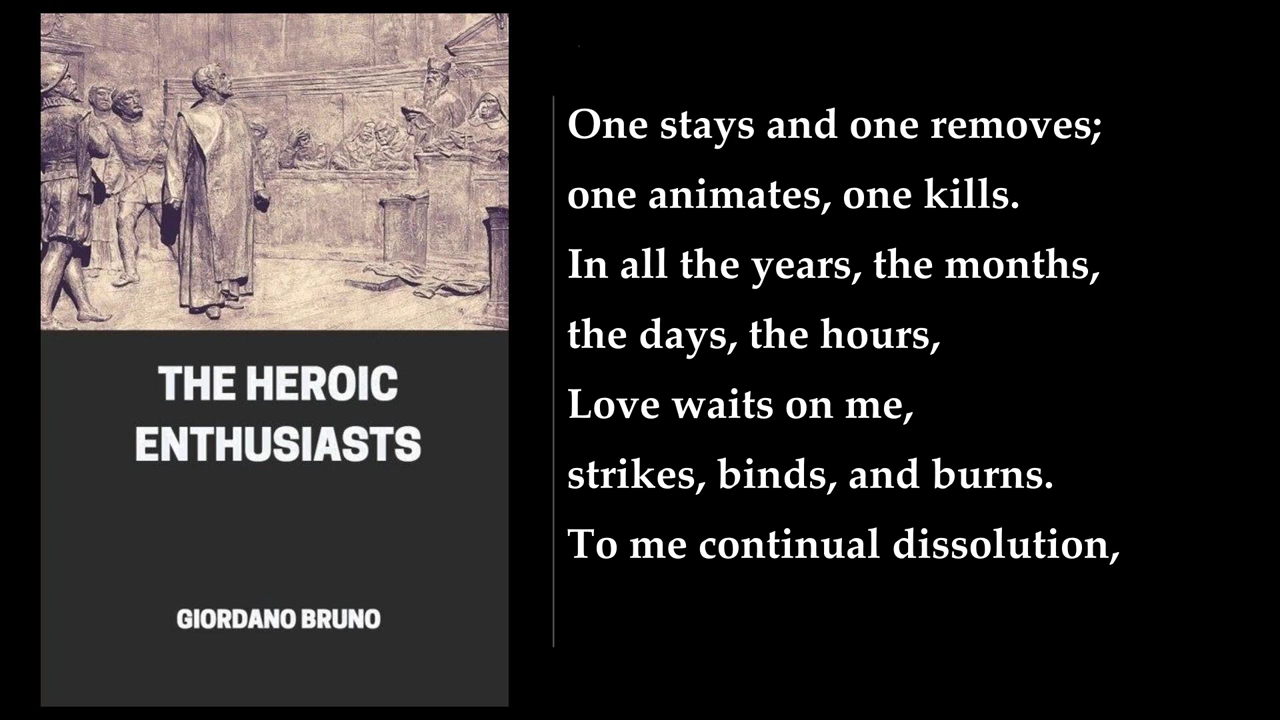 THE HEROIC
ENTHUSIASTS
GIORDANO BRUNO
One stays and one removes;
one animates, one kills.
In all the years, the months,
the days, the hours,
Love waits on me,
strikes, binds, and burns.
To me continual dissolution,